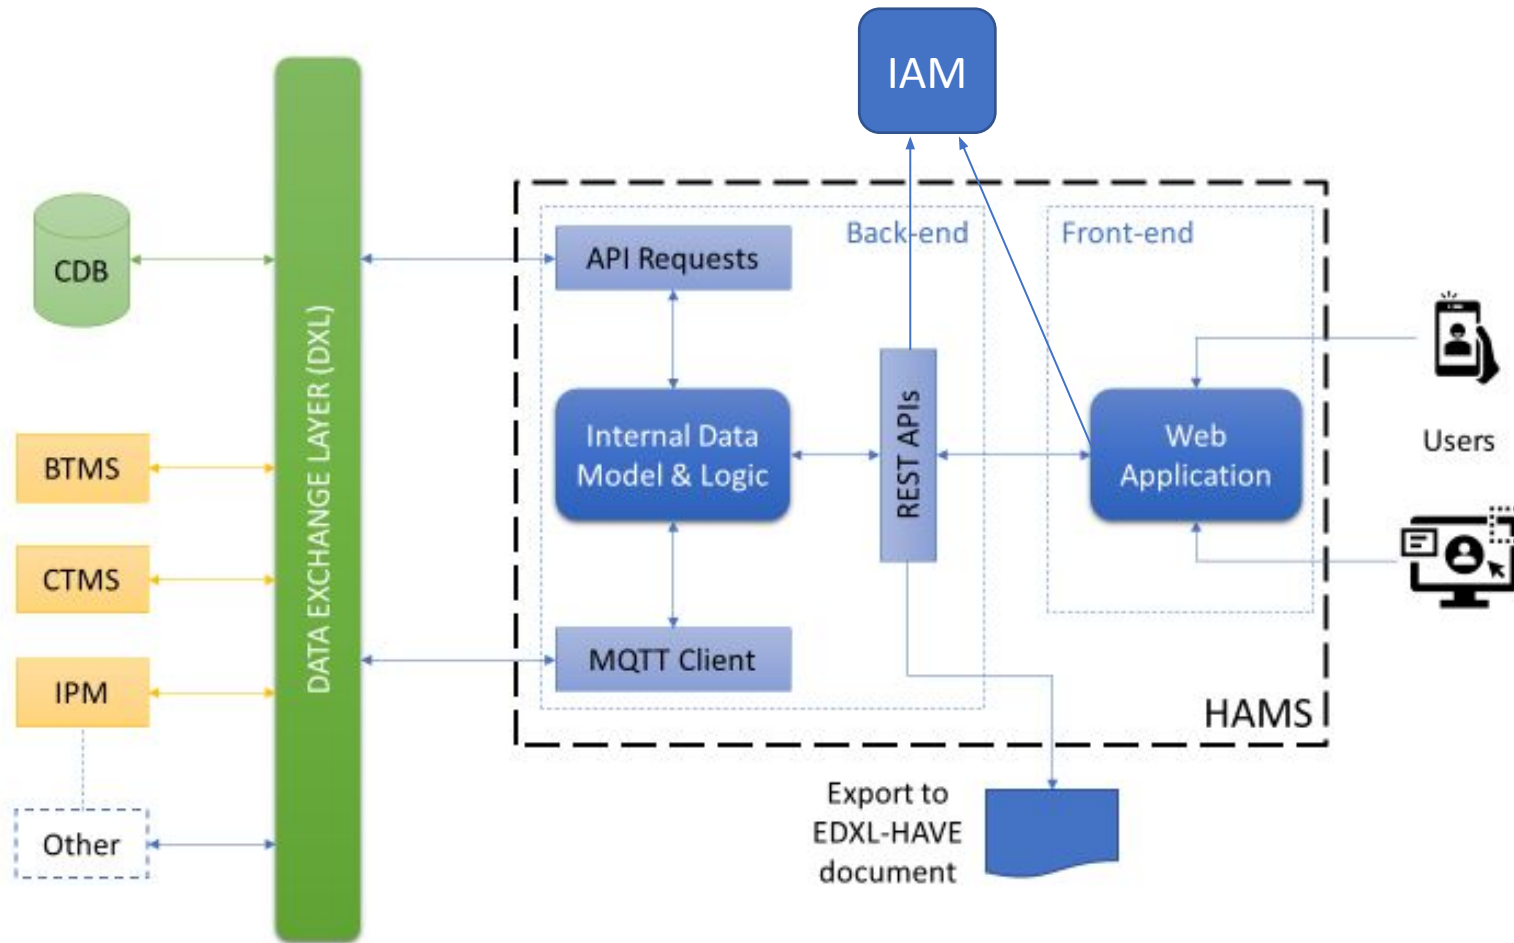 IAM
Back-end
Front-end
CDB
API Requests
DATA EXCHANGE LAYER (DXL)
BTMS
CTMS
IPM
Other
Internal Data
Model & Logic
REST APIs
Web
Application
Users
MQTT Client
HAMS
Export to
EDXL-HAVE
document